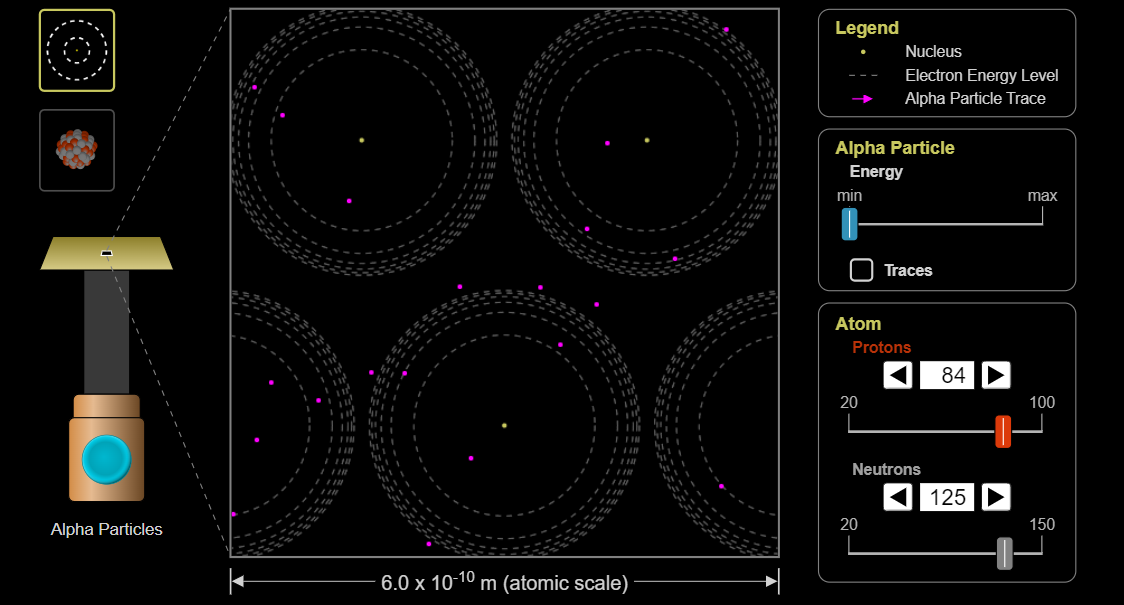 Legend
Nucleus
Electron Energy Level
Alpha Particle Trace
Alpha Particle
Energy
min max
Traces
Atom
Protons
84
20 100
Neutrons
125
20 150
Alpha Particles
6.0 x 10⁻¹⁰ m (atomic scale)